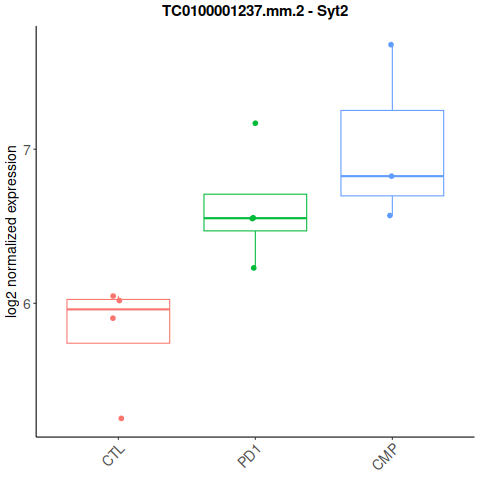 TC0100001237.mm.2 - Syt2
log2 normalized expression
7
6
CTL
PD1
CMP